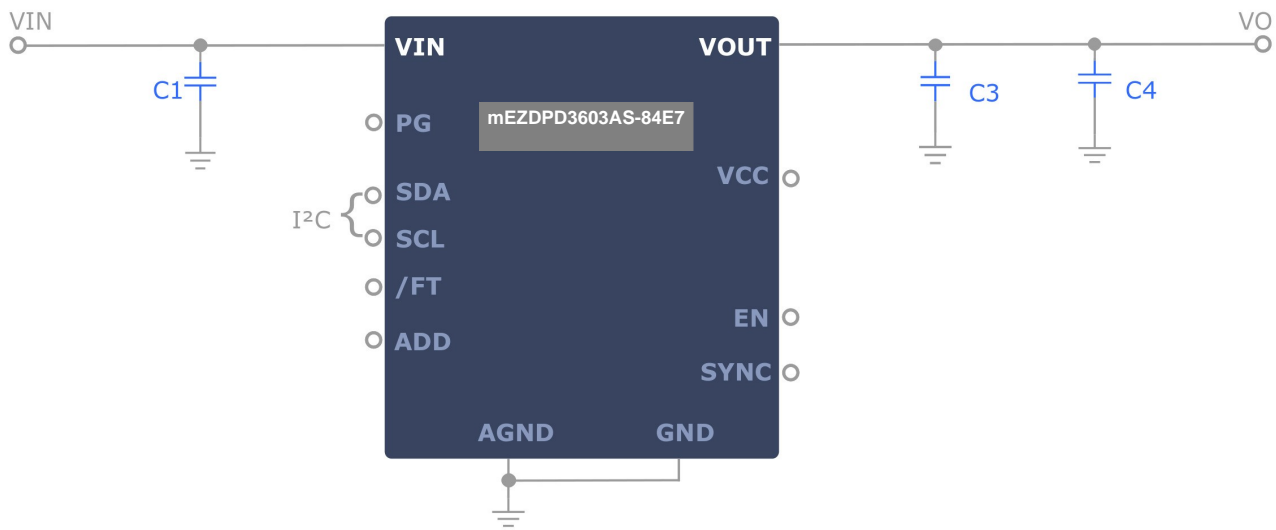 VIN
VO
VIN
VOUT
C1
C3
C4
mEZDPD3603AS-84E7
PG
VCC
SDA
I²C
SCL
/FT
EN
ADD
SYNC
AGND
GND